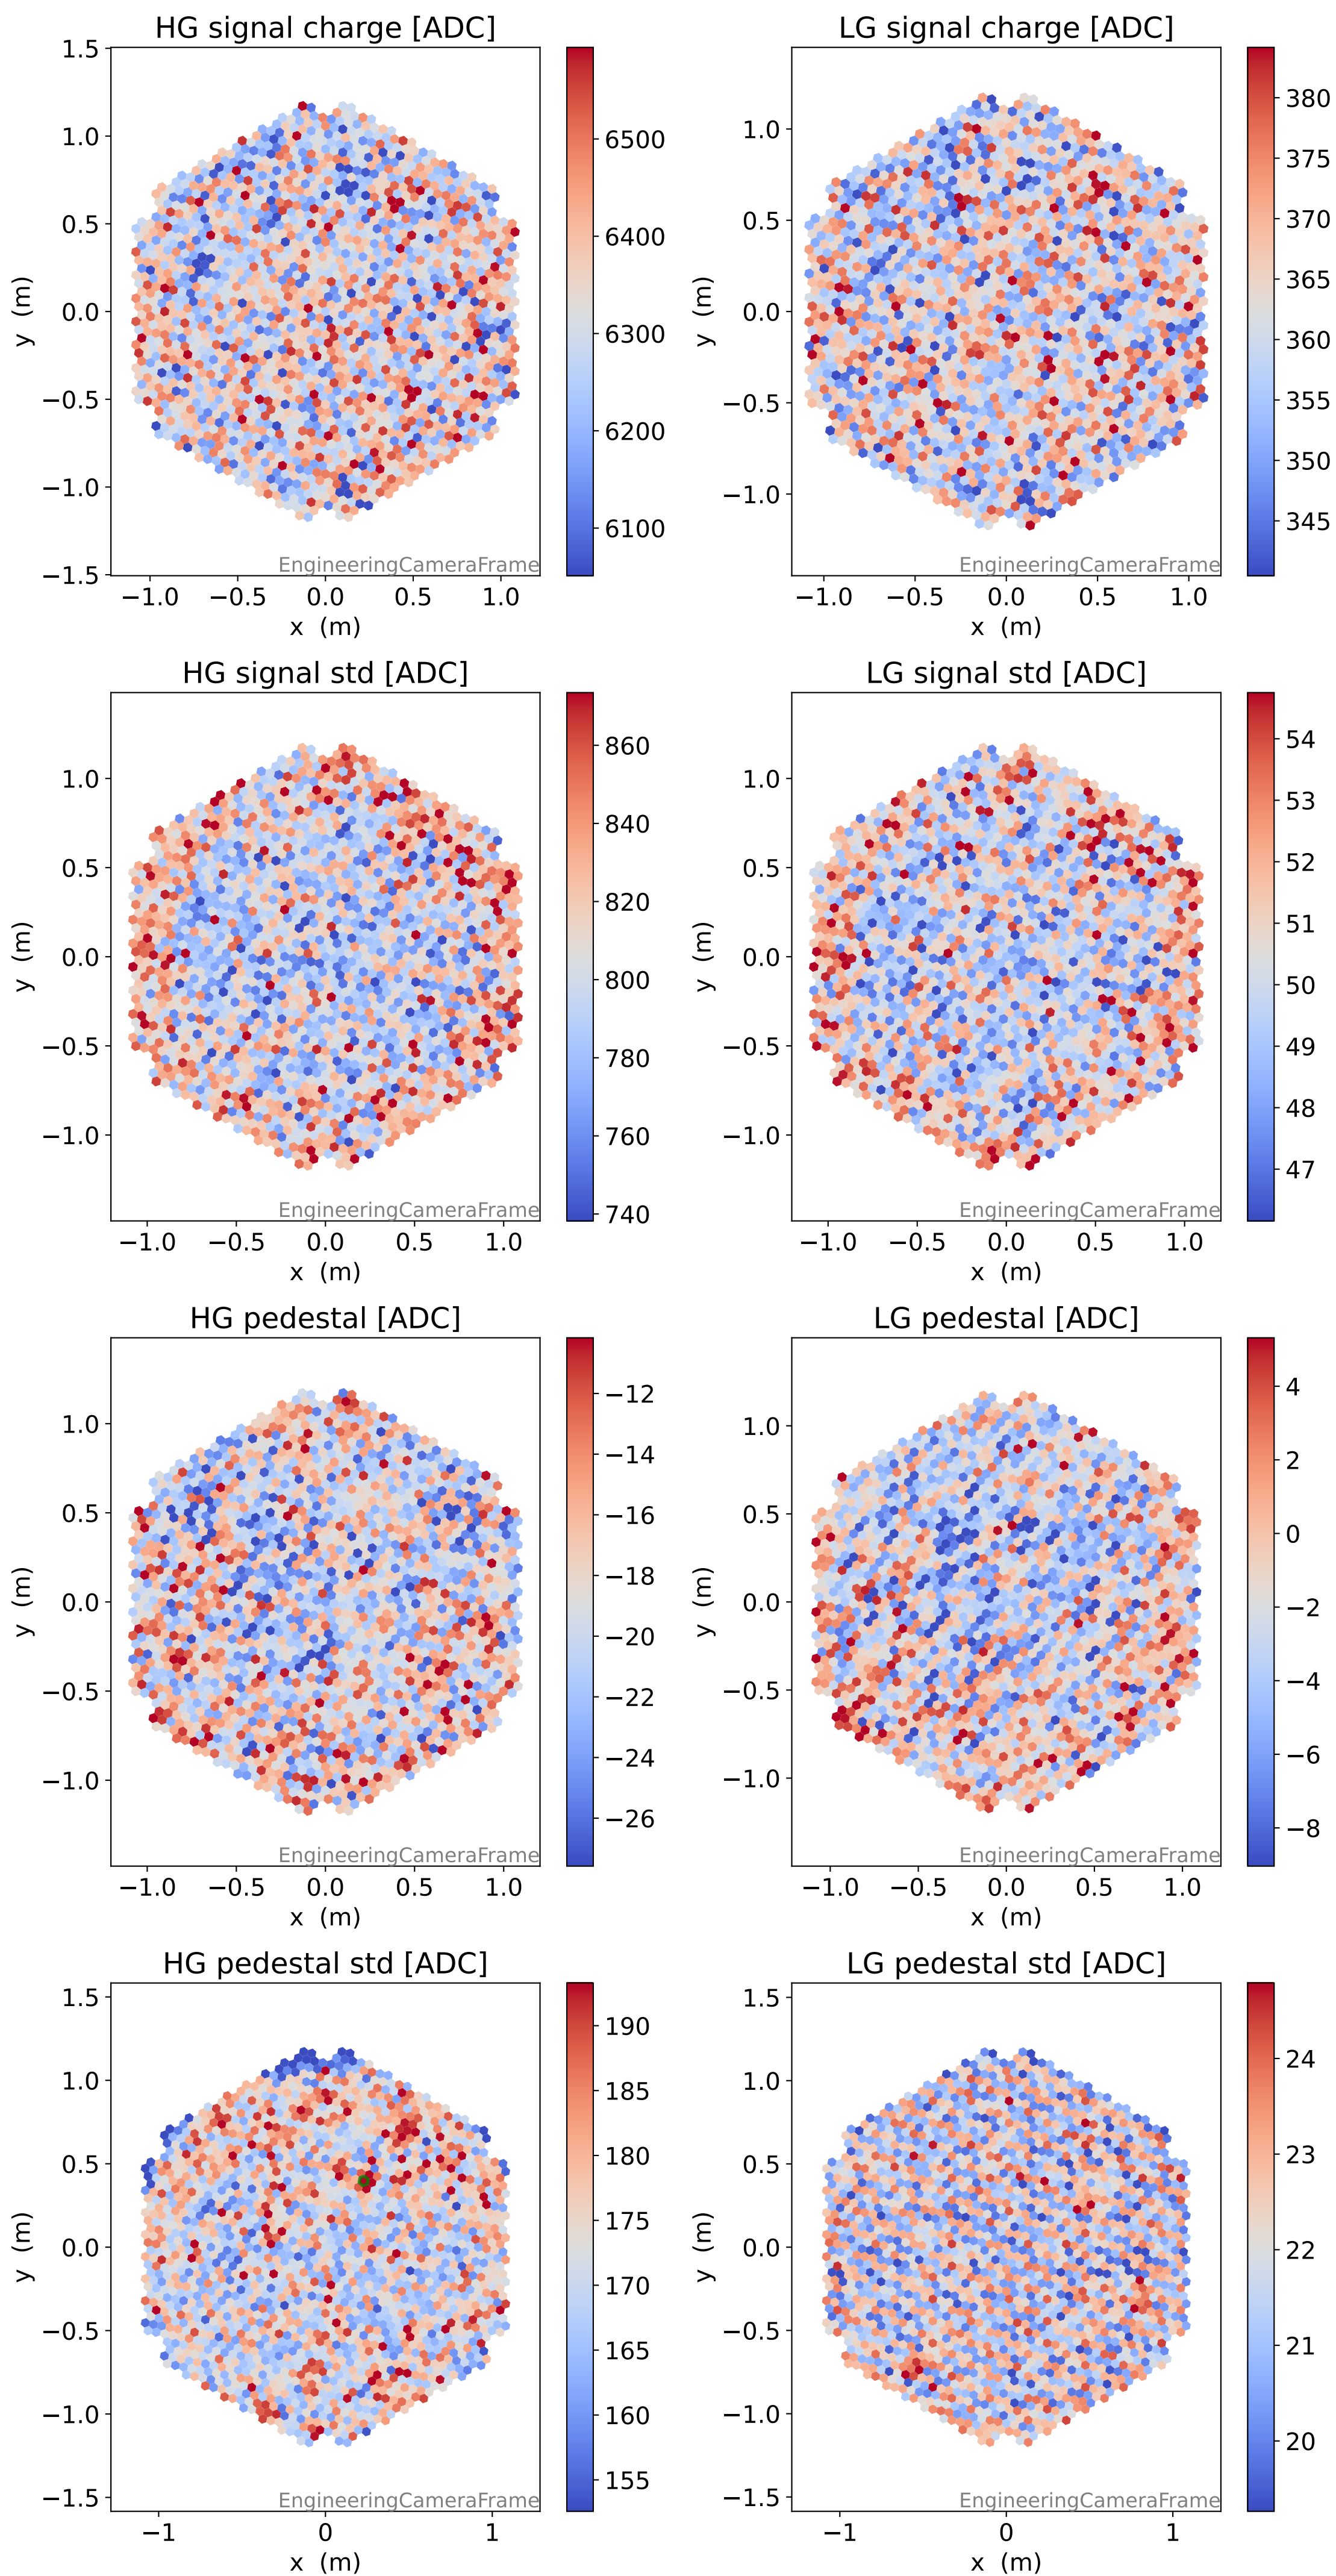 HG signal charge [ADC]
1.5
1.0
0.5
0.0
−0.5
−1.0
−1.5
y (m)
−1.0 −0.5 0.0 0.5 1.0
x (m)
EngineeringCameraFrame
6500
6400
6300
6200
6100
LG signal charge [ADC]
1.0
0.5
0.0
−0.5
−1.0
y (m)
−1.0 −0.5 0.0 0.5 1.0
x (m)
EngineeringCameraFrame
380
375
370
365
360
355
350
345
HG signal std [ADC]
1.0
0.5
0.0
−0.5
−1.0
y (m)
−1.0 −0.5 0.0 0.5 1.0
x (m)
EngineeringCameraFrame
860
840
820
800
780
760
740
LG signal std [ADC]
1.0
0.5
0.0
−0.5
−1.0
y (m)
−1.0 −0.5 0.0 0.5 1.0
x (m)
EngineeringCameraFrame
54
53
52
51
50
49
48
47
HG pedestal [ADC]
1.0
0.5
0.0
−0.5
−1.0
y (m)
−1.0 −0.5 0.0 0.5 1.0
x (m)
EngineeringCameraFrame
−12
−14
−16
−18
−20
−22
−24
−26
LG pedestal [ADC]
1.0
0.5
0.0
−0.5
−1.0
y (m)
−1.0 −0.5 0.0 0.5 1.0
x (m)
EngineeringCameraFrame
4
2
0
−2
−4
−6
−8
HG pedestal std [ADC]
1.5
1.0
0.5
0.0
−0.5
−1.0
−1.5
y (m)
−1 0 1
x (m)
EngineeringCameraFrame
190
185
180
175
170
165
160
155
LG pedestal std [ADC]
1.5
1.0
0.5
0.0
−0.5
−1.0
−1.5
y (m)
−1 0 1
x (m)
EngineeringCameraFrame
24
23
22
21
20